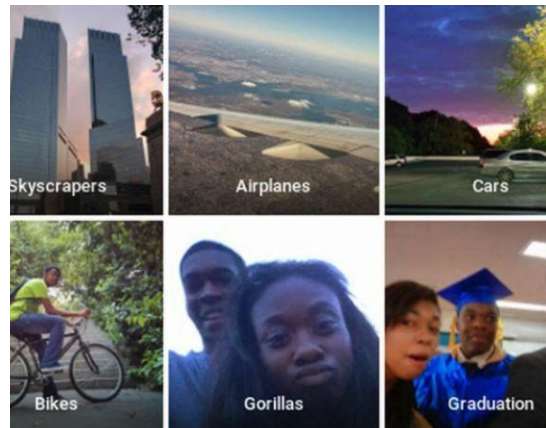 Skyscrapers
Airplanes
Cars
Bikes
Gorillas
Graduation